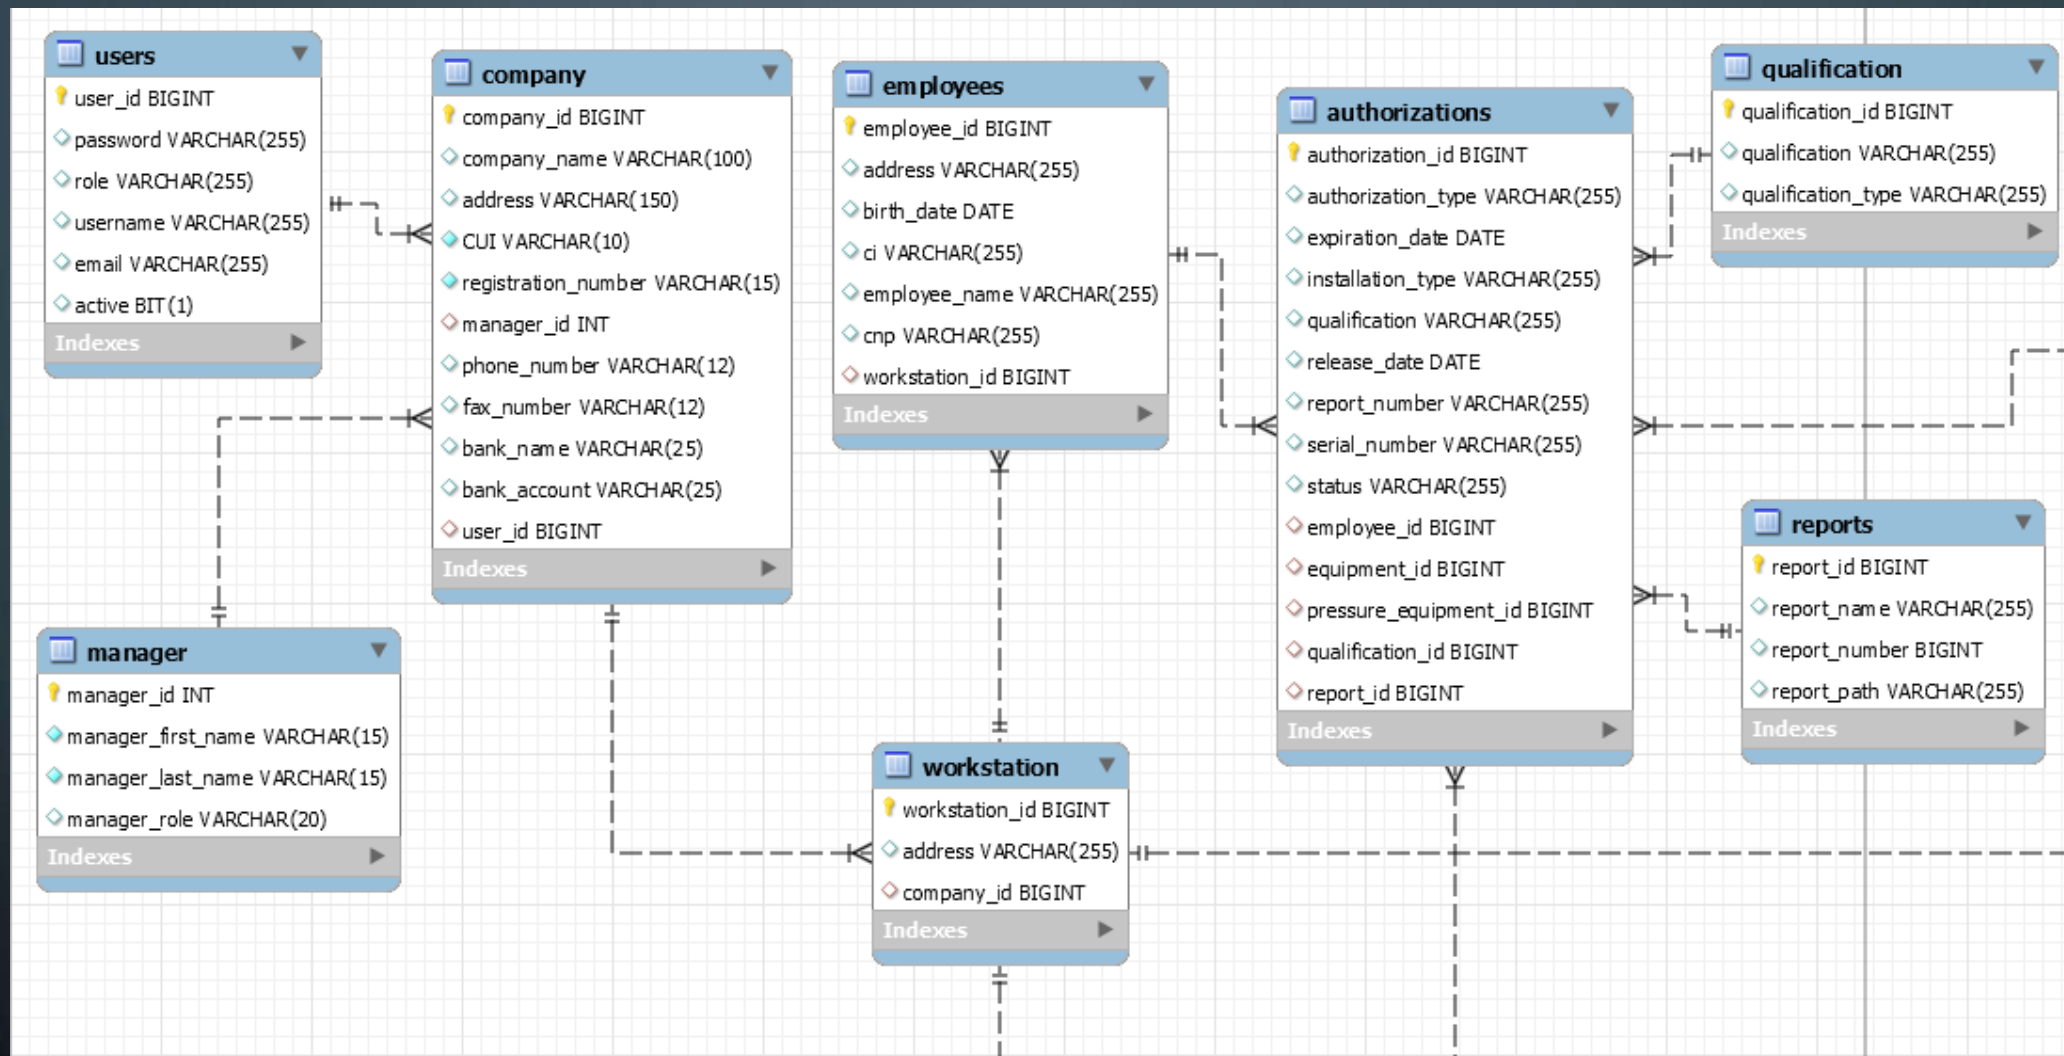 users
user_id BIGINT
password VARCHAR(255)
role VARCHAR(255)
username VARCHAR(255)
email VARCHAR(255)
active BIT(1)
Indexes
company
company_id BIGINT
company_name VARCHAR(100)
address VARCHAR(150)
CUI VARCHAR(10)
registration_number VARCHAR(15)
manager_id INT
phone_number VARCHAR(12)
fax_number VARCHAR(12)
bank_name VARCHAR(25)
bank_account VARCHAR(25)
user_id BIGINT
Indexes
employees
employee_id BIGINT
address VARCHAR(255)
birth_date DATE
ci VARCHAR(255)
employee_name VARCHAR(255)
cnp VARCHAR(255)
workstation_id BIGINT
Indexes
authorizations
authorization_id BIGINT
authorization_type VARCHAR(255)
expiration_date DATE
installation_type VARCHAR(255)
qualification VARCHAR(255)
release_date DATE
report_number VARCHAR(255)
serial_number VARCHAR(255)
status VARCHAR(255)
employee_id BIGINT
equipment_id BIGINT
pressure_equipment_id BIGINT
qualification_id BIGINT
report_id BIGINT
Indexes
qualification
qualification_id BIGINT
qualification VARCHAR(255)
qualification_type VARCHAR(255)
Indexes
reports
report_id BIGINT
report_name VARCHAR(255)
report_number BIGINT
report_path VARCHAR(255)
Indexes
manager
manager_id INT
manager_first_name VARCHAR(15)
manager_last_name VARCHAR(15)
manager_role VARCHAR(20)
Indexes
workstation
workstation_id BIGINT
address VARCHAR(255)
company_id BIGINT
Indexes